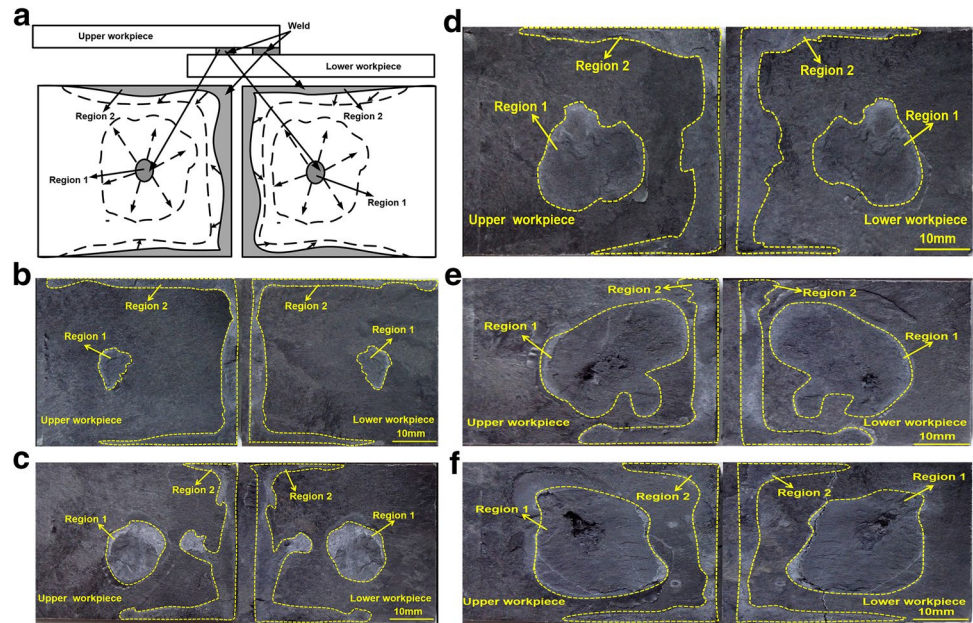 a
Weld
Upper workpiece
Lower workpiece
Region 2
Region 2
Region 1
Region 1
b
Region 2
Region 2
Region 1
Region 1
Upper workpiece
Lower workpiece
10mm
c
Region 2
Region 2
Region 1
Region 1
Upper workpiece
Lower workpiece
10mm
d
Region 2
Region 2
Region 1
Region 1
Upper workpiece
Lower workpiece
10mm
e
Region 2
Region 2
Region 1
Region 1
Upper workpiece
Lower workpiece
10mm
f
Region 1
Region 2
Region 2
Region 1
Upper workpiece
Lower workpiece
10mm